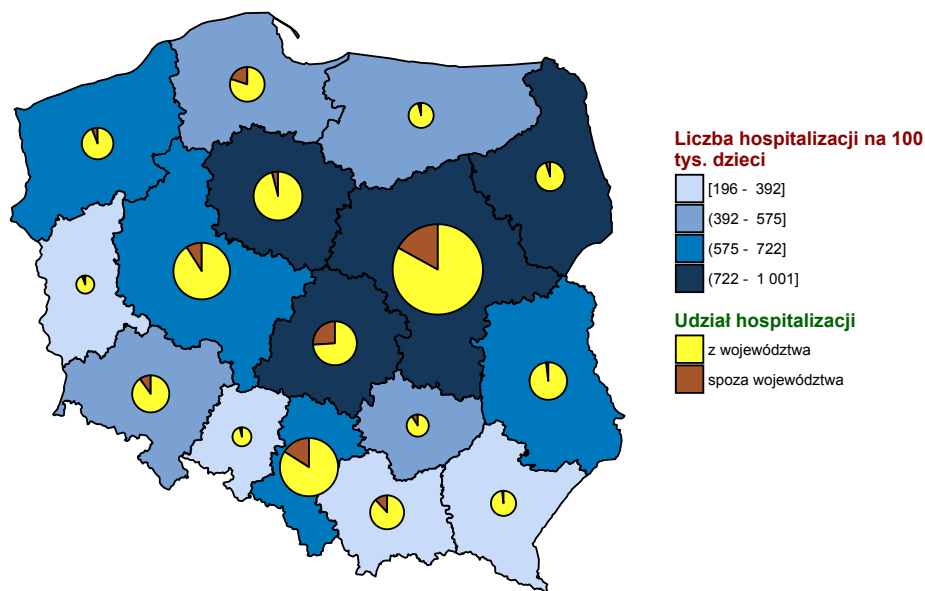 Liczba hospitalizacji na 100
tys. dzieci
[196 - 392]
(392 - 575]
(575 - 722]
(722 - 1 001]
Udział hospitalizacji
z województwa
spoza województwa